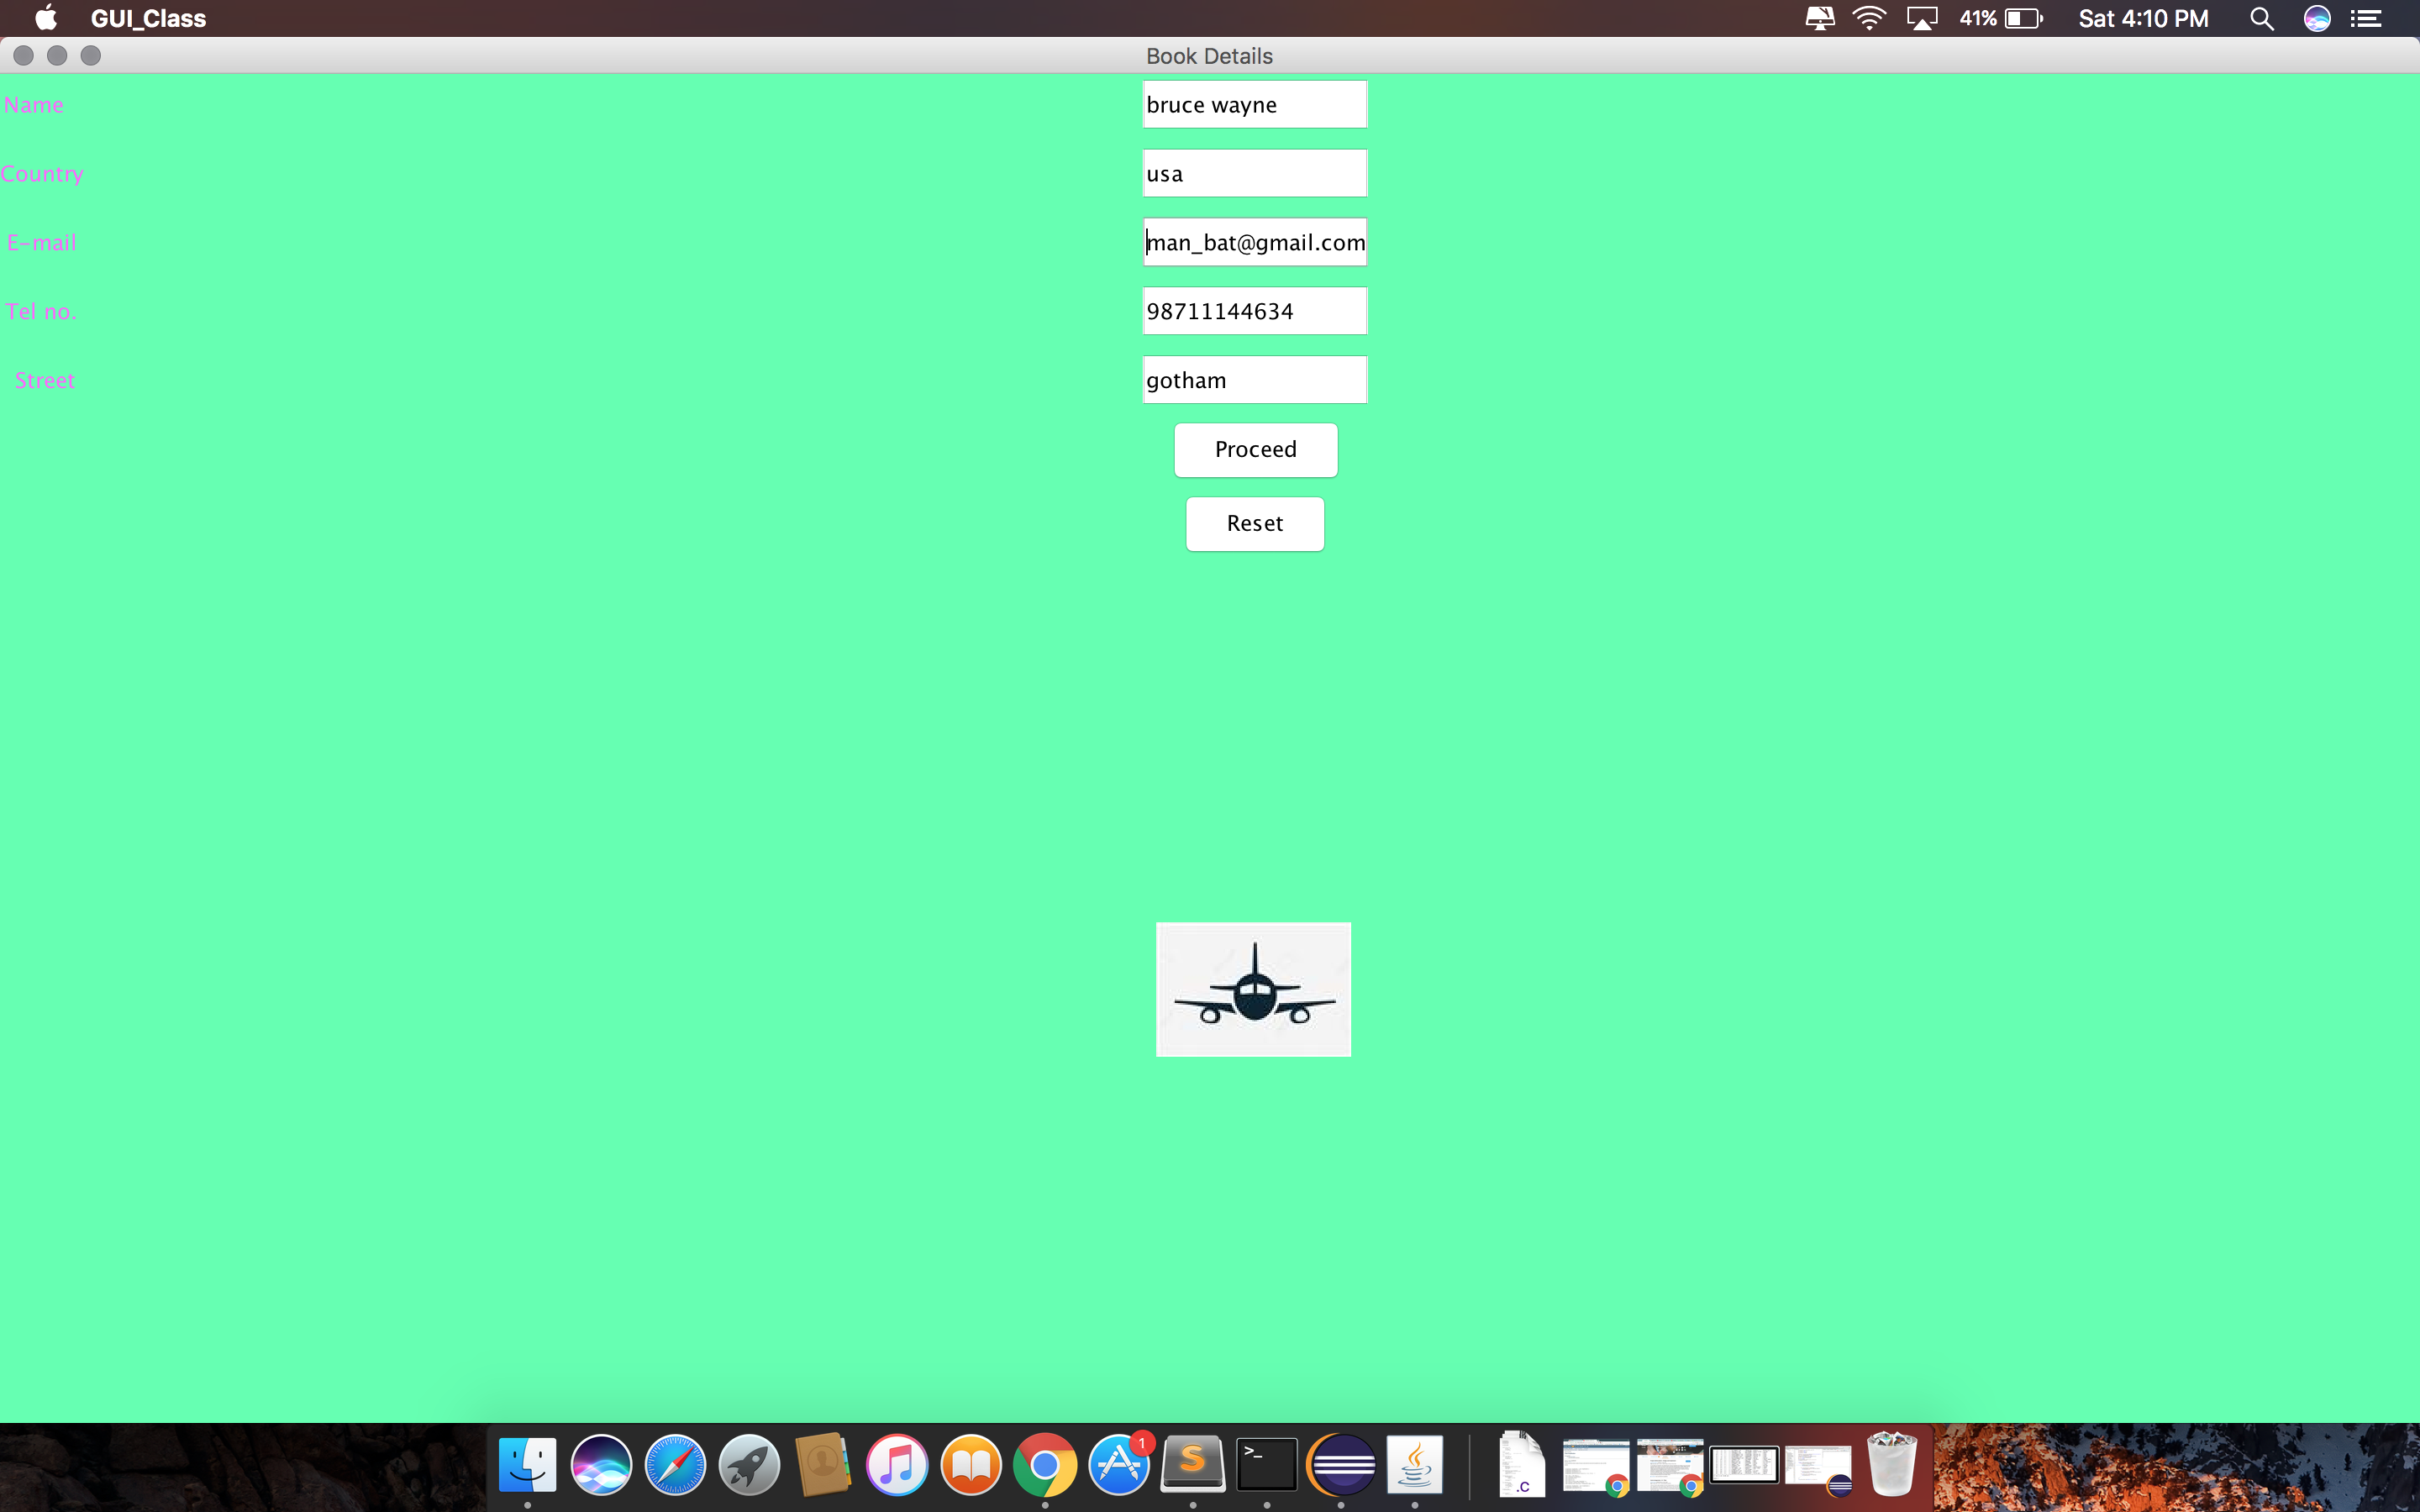 GUI_Class 41% Sat 4:10 PM
Book Details
Name bruce wayne
Country usa
E-mail man_bat@gmail.com
Tel no. 98711144634
Street gotham
Proceed
Reset
1
S
>_
.C